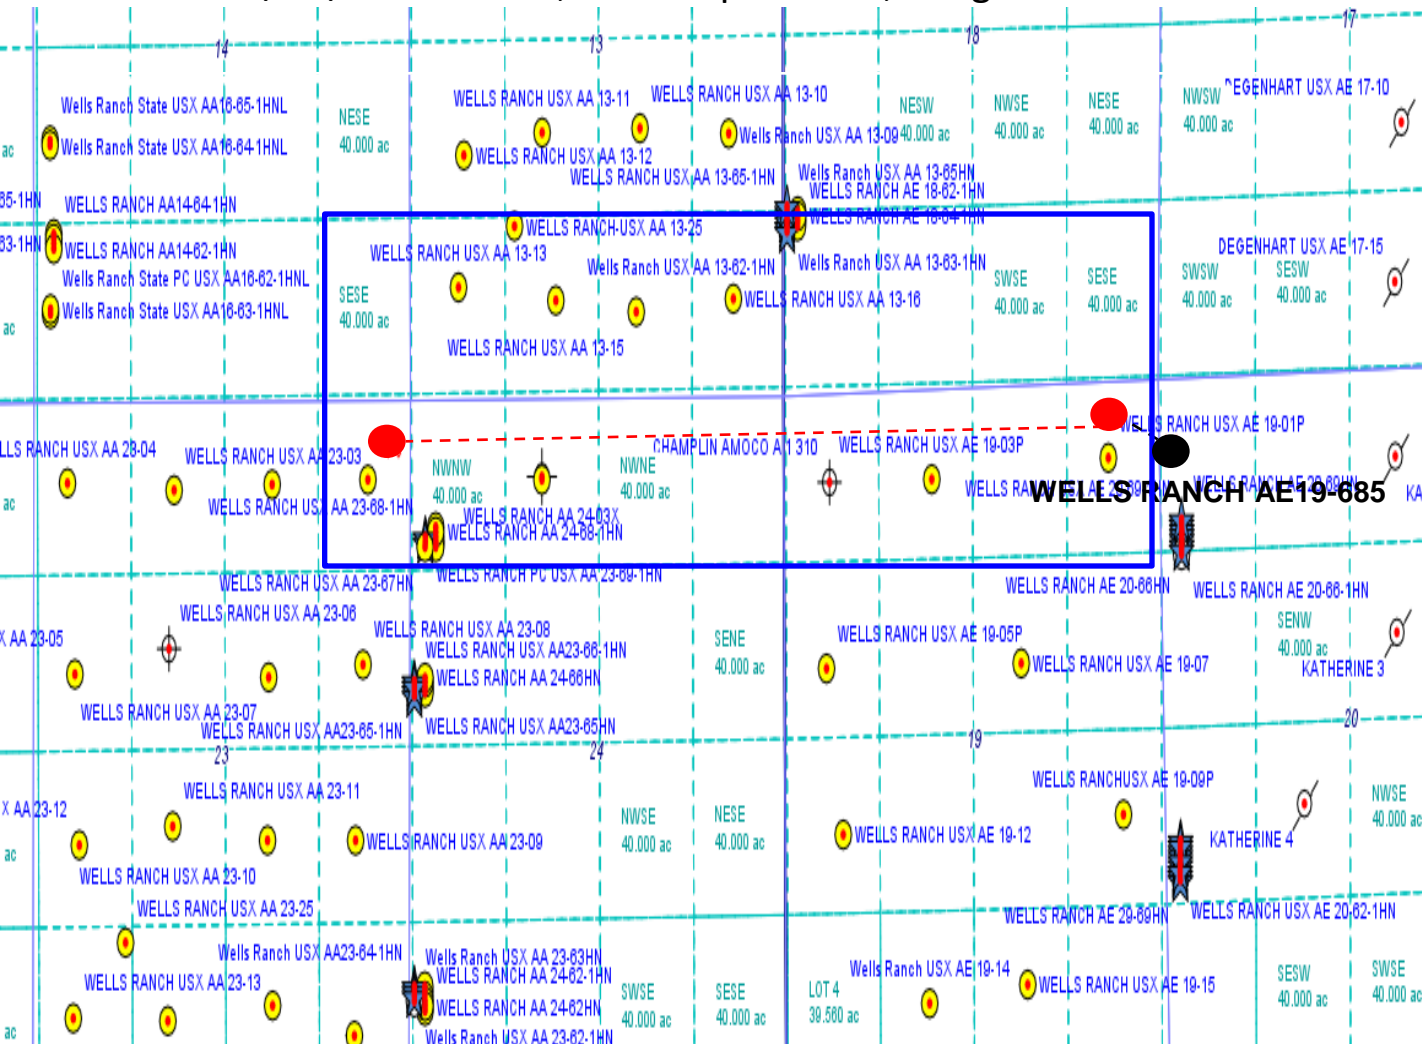 14
13
18
17
Wells Ranch State USX AA16-65-1HNL
WELLS RANCH USX AA 13-11
WELLS RANCH USX AA 13-10
DEGENHART USX AE 17-10
NESE
40.000 ac
NESW
40.000 ac
NWSE
40.000 ac
NESE
40.000 ac
NWSW
40.000 ac
ac
Wells Ranch State USX AA16-64-1HNL
Wells Ranch USX AA 13-09
WELLS RANCH USX AA 13-12
WELLS RANCH USX AA 13-65-1HN
Wells Ranch USX AA 13-65HN
WELLS RANCH AE 18-62-1HN
65-1HN
WELLS RANCH AA14-64-1HN
WELLS RANCH AE 18-64-1HN
63-1HN
WELLS RANCH AA14-62-1HN
WELLS RANCH-USX AA 13-25
WELLS RANCH USX AA 13-13
DEGENHART USX AE 17-15
Wells Ranch State PC USX AA16-62-1HNL
Wells Ranch USX AA 13-62-1HN
Wells Ranch USX AA 13-63-1HN
SESE
40.000 ac
SWSE
40.000 ac
SESE
40.000 ac
SWSW
40.000 ac
SESW
40.000 ac
Wells Ranch State USX AA16-63-1HNL
WELLS RANCH USX AA 13-16
ac
WELLS RANCH USX AA 13-15
WELLS RANCH USX AE 19-01P
LLS RANCH USX AA 23-04
WELLS RANCH USX AA 23-03
CHAMPLIN AMOCO A 1 310
WELLS RANCH USX AE 19-03P
NWNW
40.000 ac
NWNE
40.000 ac
WELLS RANCH AE19-685
KA
ac
WELLS RANCH USX AA 23-68-1HN
WELLS RANCH AA 24-03X
WELLS RANCH AA 24-68-1HN
WELLS RANCH USX AA 23-67HN
WELLS RANCH PC USX AA 23-69-1HN
WELLS RANCH AE 20-66HN
WELLS RANCH AE 20-66-1HN
WELLS RANCH USX AA 23-06
X AA 23-05
WELLS RANCH USX AA 23-08
WELLS RANCH USX AE 19-05P
SENW
40.000 ac
SENE
40.000 ac
WELLS RANCH USX AA23-66-1HN
WELLS RANCH AA 24-66HN
WELLS RANCH USX AE 19-07
KATHERINE 3
WELLS RANCH USX AA 23-07
WELLS RANCH USX AA23-65-1HN
WELLS RANCH USX AA23-65HN
20
23
24
19
WELLS RANCHUSX AE 19-09P
WELLS RANCH USX AA 23-11
NWSE
40.000 ac
X AA 23-12
NWSE
40.000 ac
NESE
40.000 ac
WELLS RANCH USX AA 23-09
WELLS RANCH USX AE 19-12
KATHERINE 4
ac
WELLS RANCH USX AA 23-10
WELLS RANCH USX AA 23-25
WELLS RANCH AE 29-69HN
WELLS RANCH USX AE 20-62-1HN
Wells Ranch USX AA23-64-1HN
Wells Ranch USX AA 23-63HN
WELLS RANCH AA 24-62-1HN
Wells Ranch USX AE 19-14
WELLS RANCH USX AE 19-15
WELLS RANCH USX AA 23-13
SWSE
40.000 ac
SESE
40.000 ac
LOT 4
39.560 ac
SESW
40.000 ac
SWSE
40.000 ac
WELLS RANCH AA 24-62HN
ac
Wells Ranch USX AA 23-62-1HN